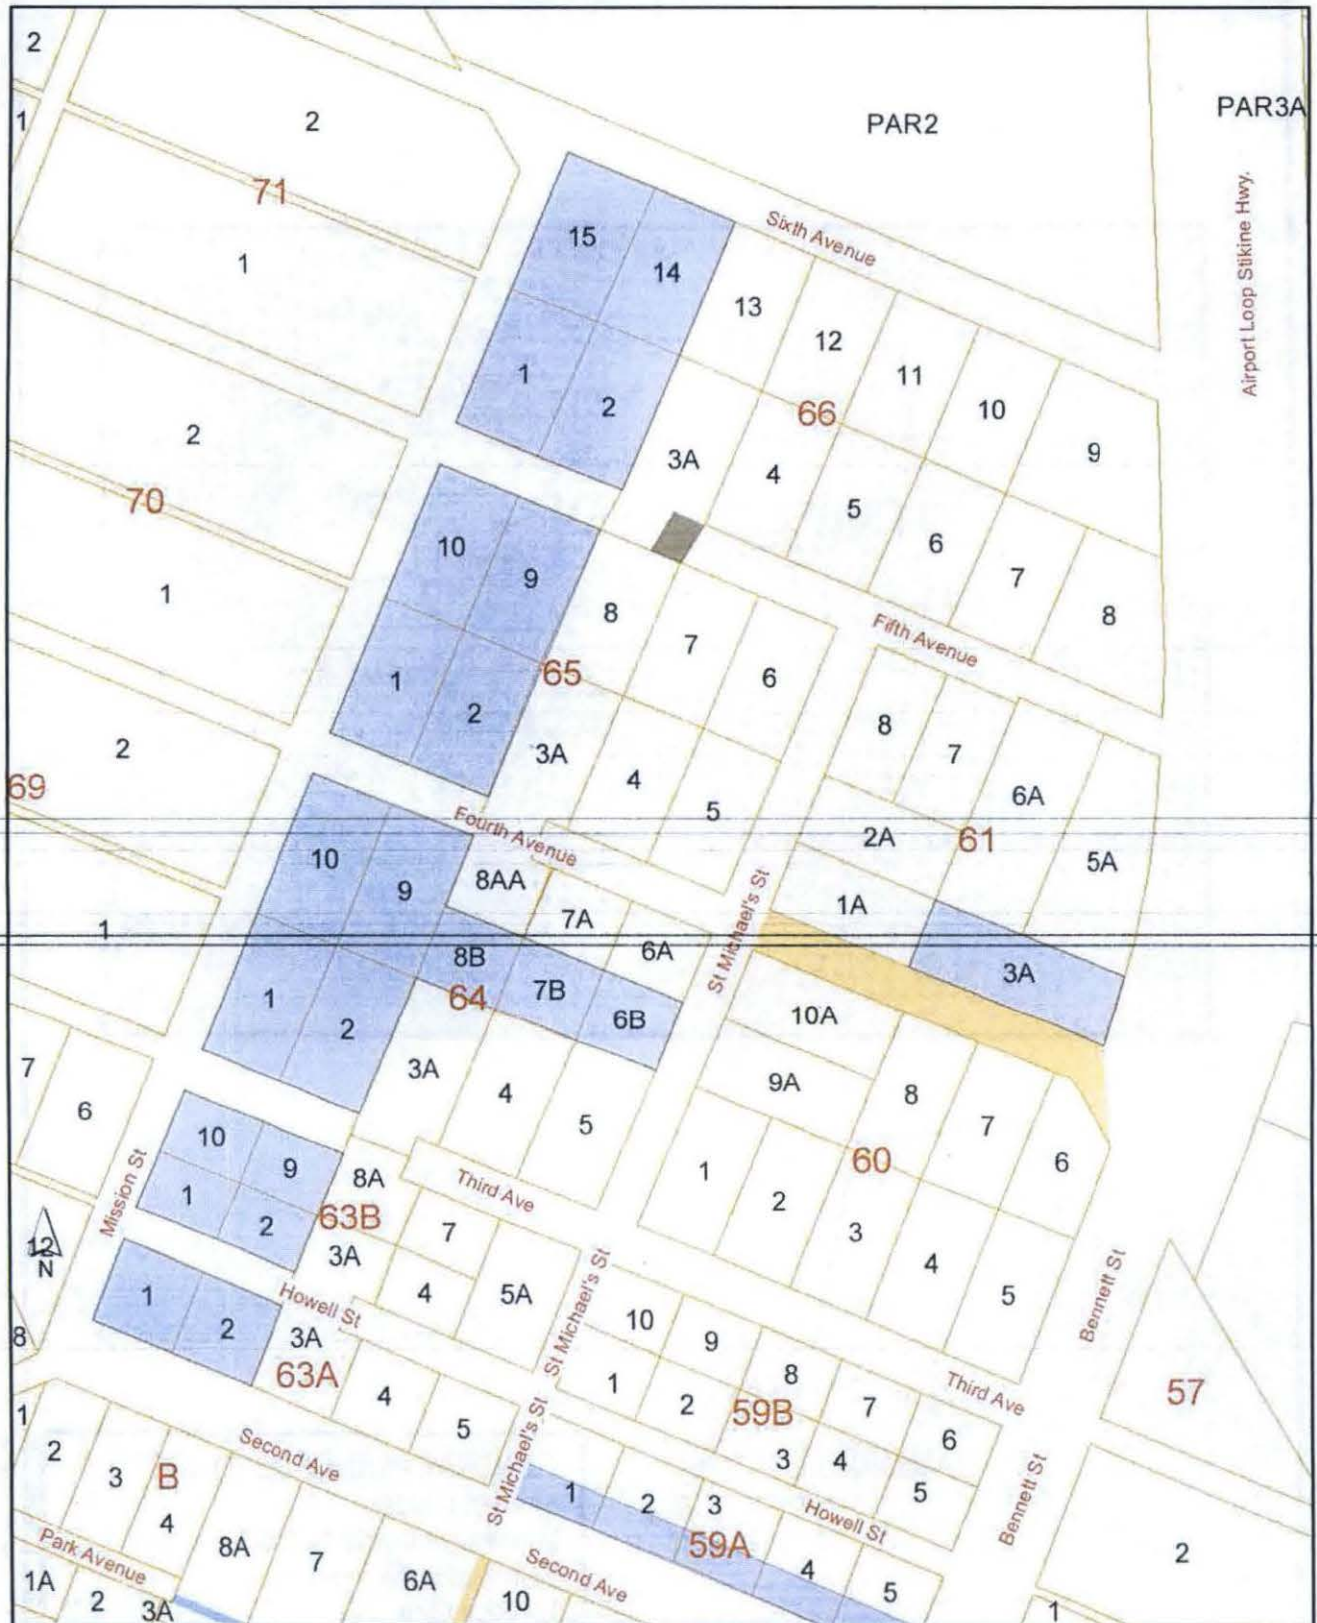 2
PAR2
PAR3A
1
2
71
Airport Loop Stikine Hwy.
15
Sixth Avenue
14
1
13
12
11
1
2
10
66
2
3A
4
9
70
5
10
6
9
7
1
8
8
Fifth Avenue
7
65
6
1
2
8
2
3A
7
4
6A
69
5
Fourth Avenue
2A
61
10
5A
8AA
9
1A
7A
1
6A
St Michael's St
8B
3A
7B
64
1
6B
10A
2
7
3A
9A
4
8
6
5
7
10
60
6
9
1
8A
Third Ave
2
1
63B
2
7
3
Mission St
12
3A
4
N
4
5A
5
Howell St
Bennett St
1
2
St Michael's St
10
8
3A
9
63A
8
1
Third Ave
57
4
2
7
59B
1
5
6
2
Second Ave
3
4
3
B
St Michael's St
5
1
2
3
Bennett St
4
Howell St
Park Avenue
8A
59A
2
7
4
1A
6A
Second Ave
5
2
3A
10
1